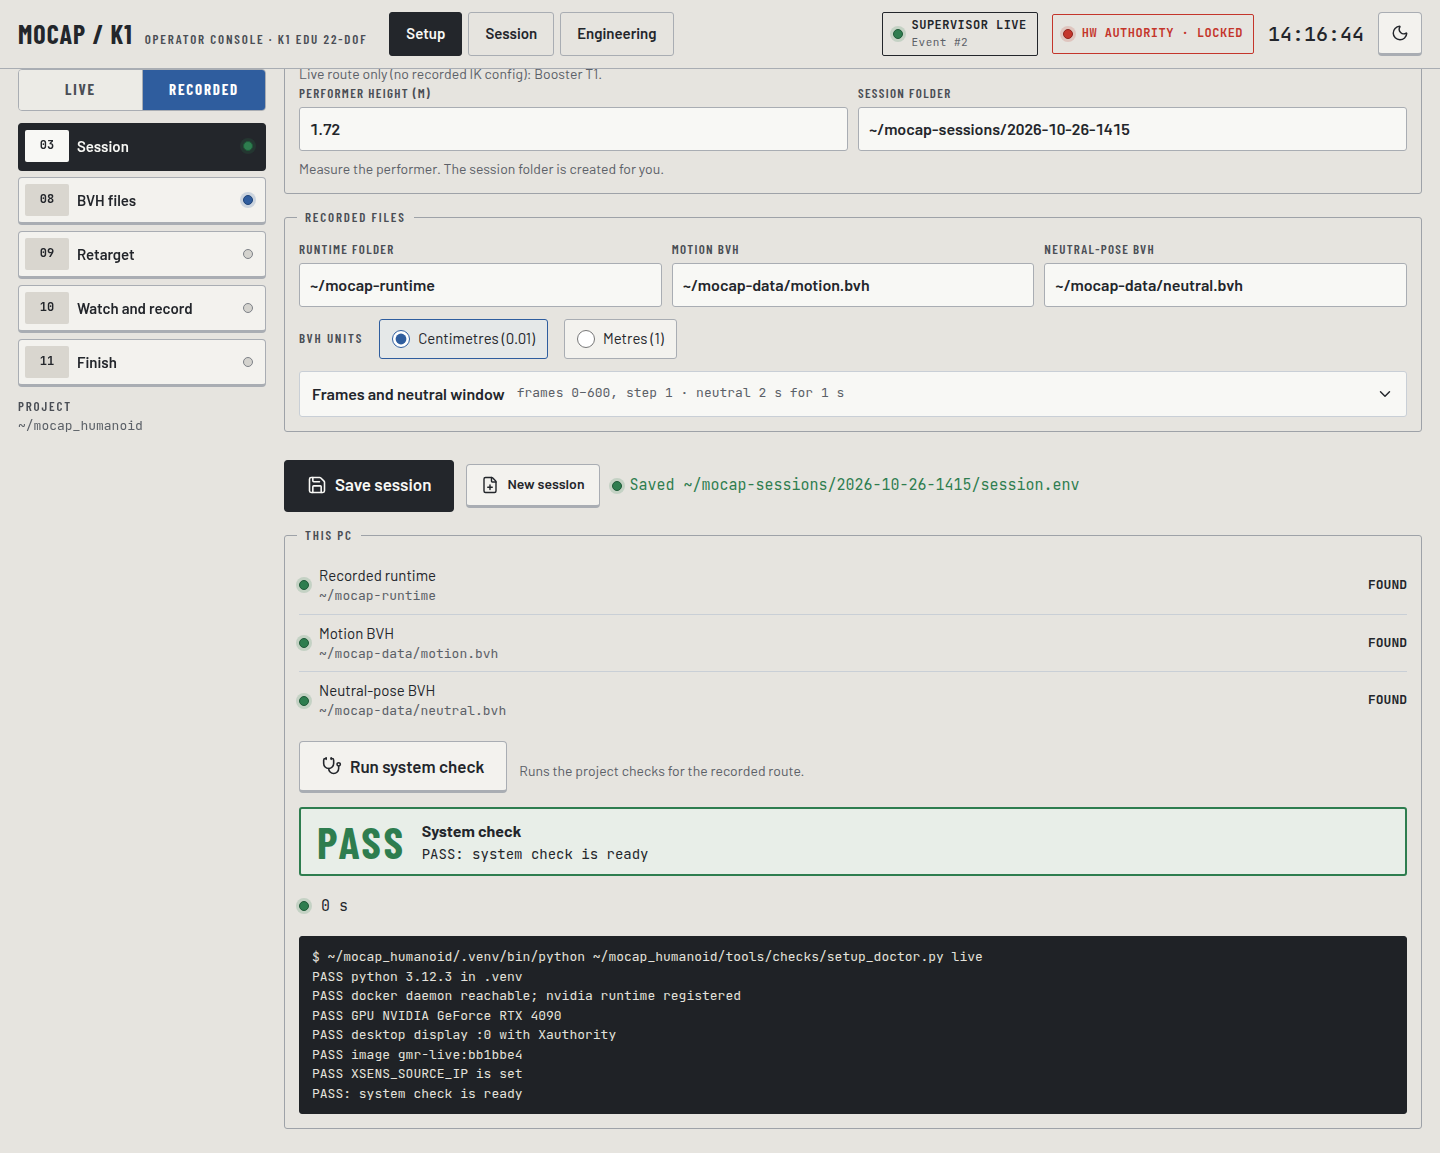 MOCAP / K1
OPERATOR CONSOLE · K1 EDU 22-DOF
Setup
Session
Engineering
SUPERVISOR LIVE
Event #2
HW AUTHORITY · LOCKED
14:16:44
LIVE
RECORDED
03
Session
08
BVH files
09
Retarget
10
Watch and record
11
Finish
PROJECT
~/mocap_humanoid
Live route only (no recorded IK config): Booster T1.
PERFORMER HEIGHT (M)
SESSION FOLDER
1.72
~/mocap-sessions/2026-10-26-1415
Measure the performer. The session folder is created for you.
RECORDED FILES
RUNTIME FOLDER
MOTION BVH
NEUTRAL-POSE BVH
~/mocap-runtime
~/mocap-data/motion.bvh
~/mocap-data/neutral.bvh
BVH UNITS
Centimetres (0.01)
Metres (1)
Frames and neutral window
frames 0–600, step 1 · neutral 2 s for 1 s
Save session
New session
Saved ~/mocap-sessions/2026-10-26-1415/session.env
THIS PC
Recorded runtime
~/mocap-runtime
FOUND
Motion BVH
~/mocap-data/motion.bvh
FOUND
Neutral-pose BVH
~/mocap-data/neutral.bvh
FOUND
Run system check
Runs the project checks for the recorded route.
PASS
System check
PASS: system check is ready
0 s
$ ~/mocap_humanoid/.venv/bin/python ~/mocap_humanoid/tools/checks/setup_doctor.py live
PASS python 3.12.3 in .venv
PASS docker daemon reachable; nvidia runtime registered
PASS GPU NVIDIA GeForce RTX 4090
PASS desktop display :0 with Xauthority
PASS image gmr-live:bb1bbe4
PASS XSENS_SOURCE_IP is set
PASS: system check is ready